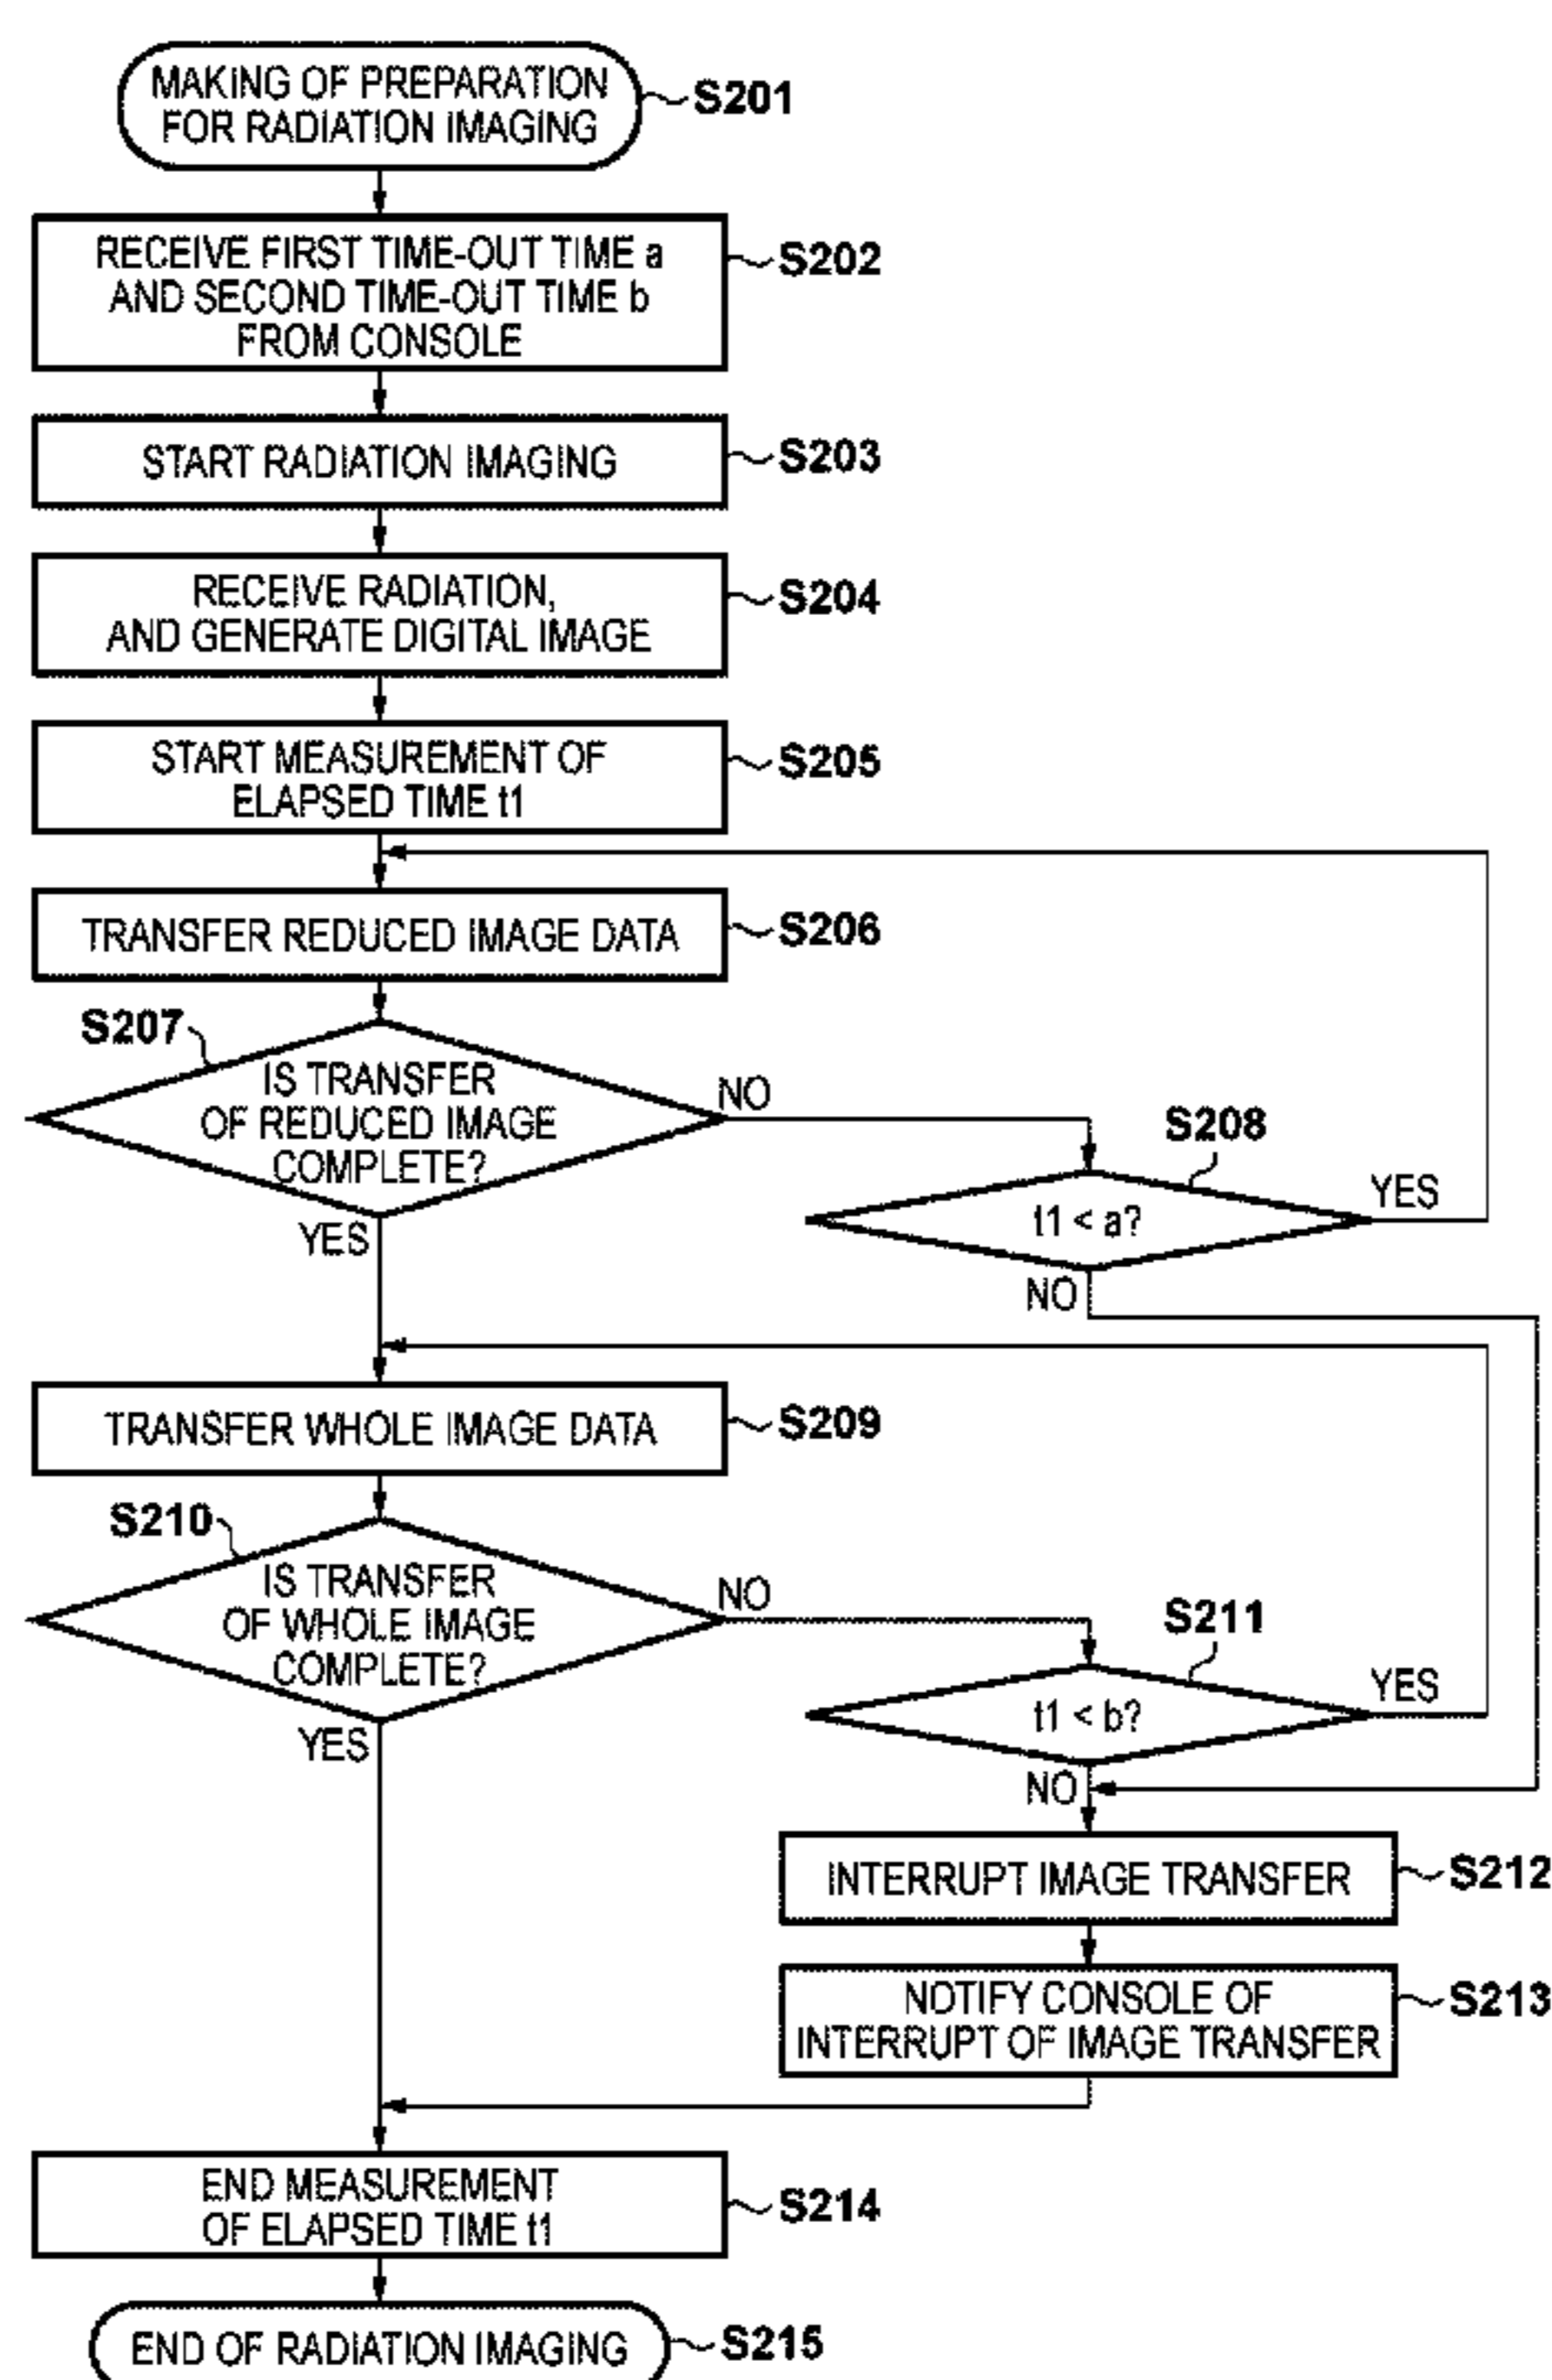 MAKING OF PREPARATION
FOR RADIATION IMAGING
S201
RECEIVE FIRST TIME-OUT TIME a
AND SECOND TIME-OUT TIME b
FROM CONSOLE
S202
START RADIATION IMAGING
S203
RECEIVE RADIATION,
AND GENERATE DIGITAL IMAGE
S204
START MEASUREMENT OF
ELAPSED TIME t1
S205
TRANSFER REDUCED IMAGE DATA
S206
S207
IS TRANSFER
OF REDUCED IMAGE
COMPLETE?
NO
YES
S208
t1 < a?
YES
NO
TRANSFER WHOLE IMAGE DATA
S209
S210
IS TRANSFER
OF WHOLE IMAGE
COMPLETE?
NO
YES
S211
t1 < b?
YES
NO
INTERRUPT IMAGE TRANSFER
S212
NOTIFY CONSOLE OF
INTERRUPT OF IMAGE TRANSFER
S213
END MEASUREMENT
OF ELAPSED TIME t1
S214
END OF RADIATION IMAGING
S215